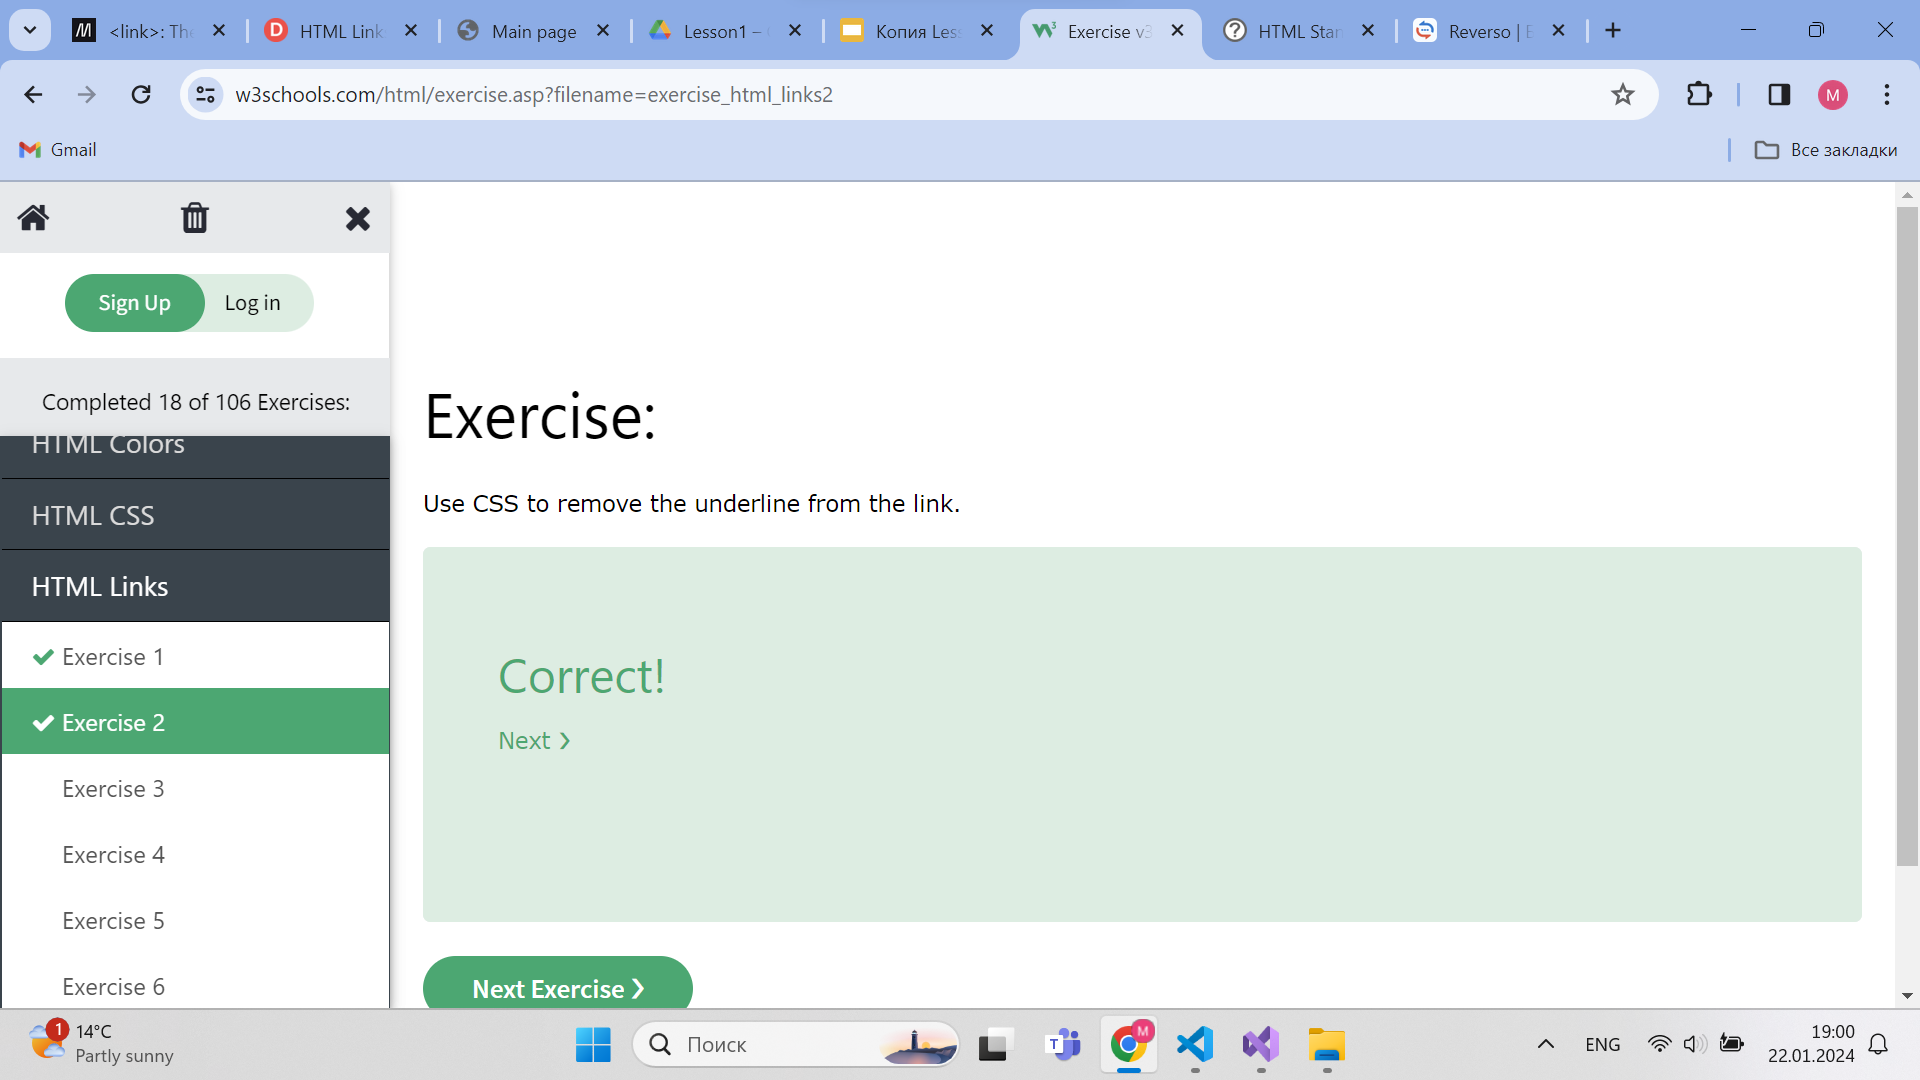 <link>: The
HTML Link
Main page
Lesson1 –
Копия Less
Exercise v3
HTML Star
Reverso | E
w3schools.com/html/exercise.asp?filename=exercise_html_links2
M
Gmail
Все закладки
Sign Up
Log in
Completed 18 of 106 Exercises:
HTML Colors
HTML CSS
HTML Links
Exercise 1
Exercise 2
Exercise 3
Exercise 4
Exercise 5
Exercise 6
Exercise:
Use CSS to remove the underline from the link.
Correct!
Next ❯
Next Exercise ❯
1
14°C
Partly sunny
Поиск
M
ENG
19:00
22.01.2024